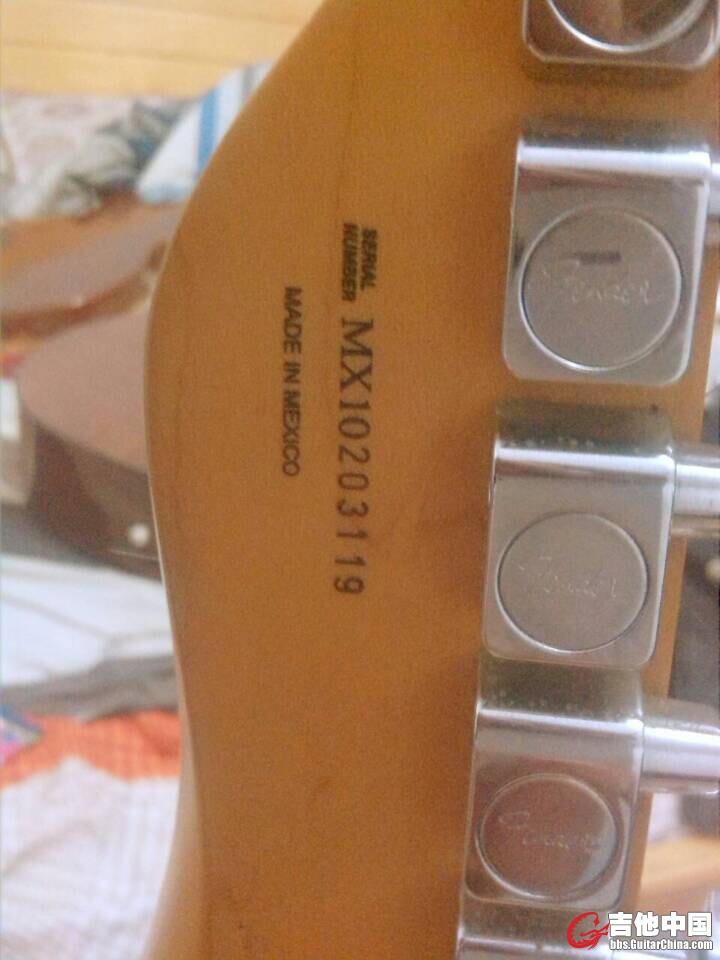 SERIAL
NUMBER
MX10203119
MADE IN MEXICO
Fender
Fender
Fender
吉他中国
bbs.GuitarChina.com